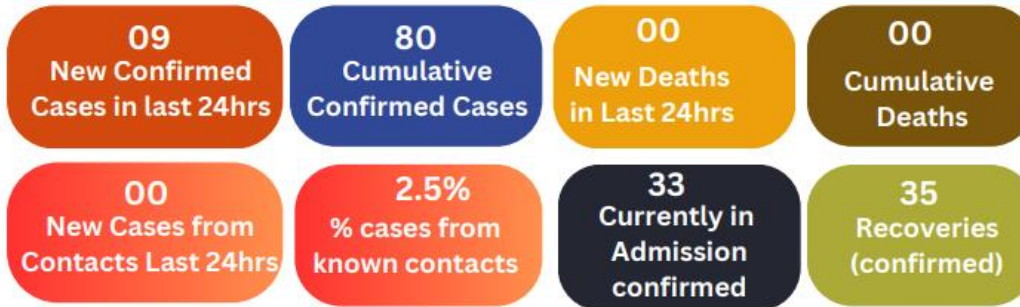 09
New Confirmed
Cases in last 24hrs
80
Cumulative
Confirmed Cases
00
New Deaths
in Last 24hrs
00
Cumulative
Deaths
00
New Cases from
Contacts Last 24hrs
2.5%
% cases from
known contacts
33
Currently in
Admission
confirmed
35
Recoveries
(confirmed)